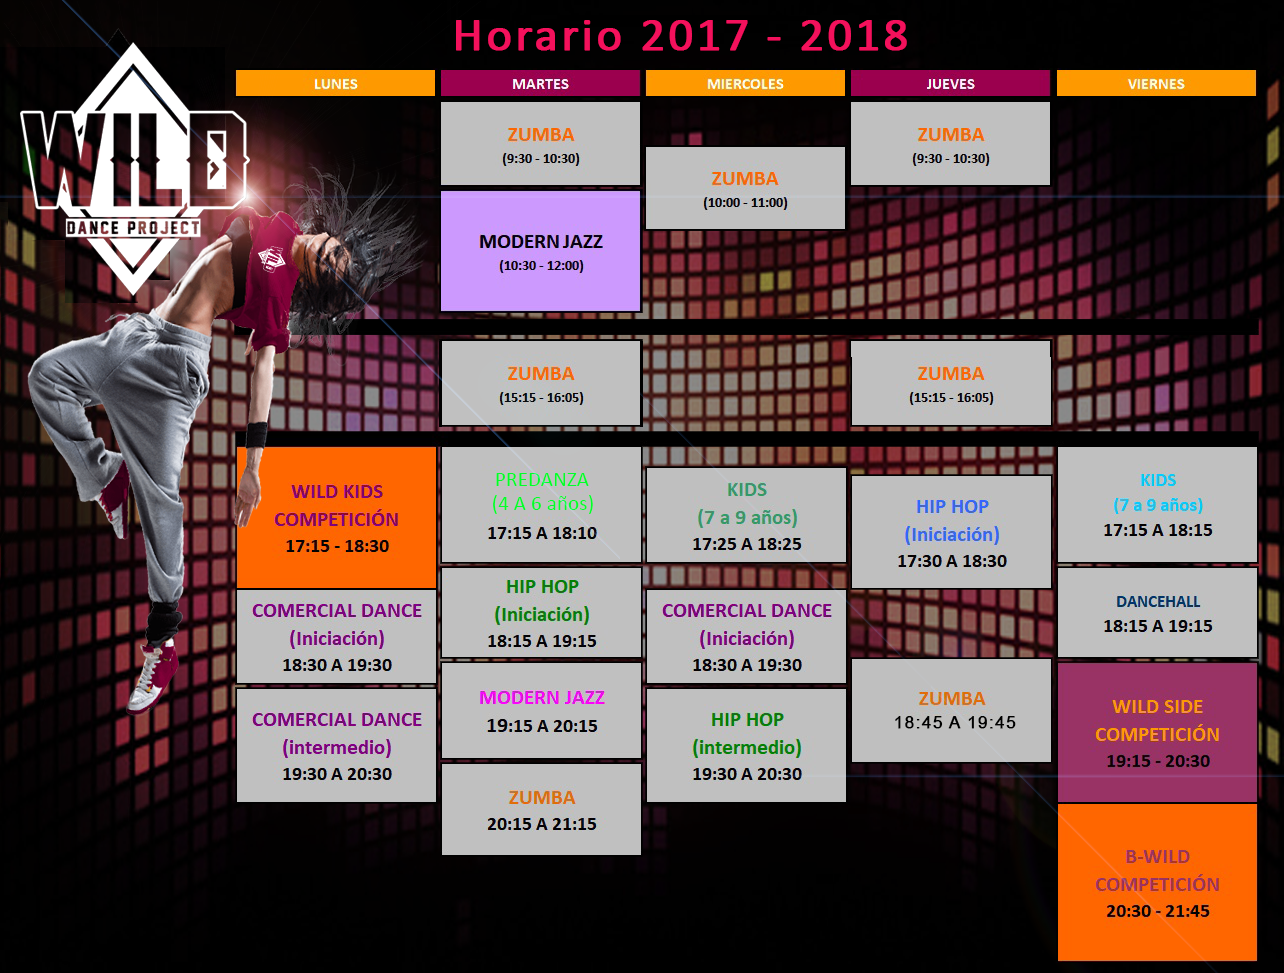 Horario 2017 - 2018
WILD
DANCE PROJECT
LUNES
WILD KIDS
COMPETICIÓN
17:15 - 18:30
COMERCIAL DANCE
(Iniciación)
18:30 A 19:30
COMERCIAL DANCE
(intermedio)
19:30 A 20:30
MARTES
ZUMBA
(9:30 - 10:30)
MODERN JAZZ
(10:30 - 12:00)
ZUMBA
(15:15 - 16:05)
PREDANZA
(4 A 6 años)
17:15 A 18:10
HIP HOP
(Iniciación)
18:15 A 19:15
MODERN JAZZ
19:15 A 20:15
ZUMBA
20:15 A 21:15
MIERCOLES
ZUMBA
(10:00 - 11:00)
KIDS
(7 a 9 años)
17:25 A 18:25
COMERCIAL DANCE
(Iniciación)
18:30 A 19:30
HIP HOP
(intermedio)
19:30 A 20:30
JUEVES
ZUMBA
(9:30 - 10:30)
ZUMBA
(15:15 - 16:05)
HIP HOP
(Iniciación)
17:30 A 18:30
ZUMBA
18:45 A 19:45
VIERNES
KIDS
(7 a 9 años)
17:15 A 18:15
DANCEHALL
18:15 A 19:15
WILD SIDE
COMPETICIÓN
19:15 - 20:30
B-WILD
COMPETICIÓN
20:30 - 21:45